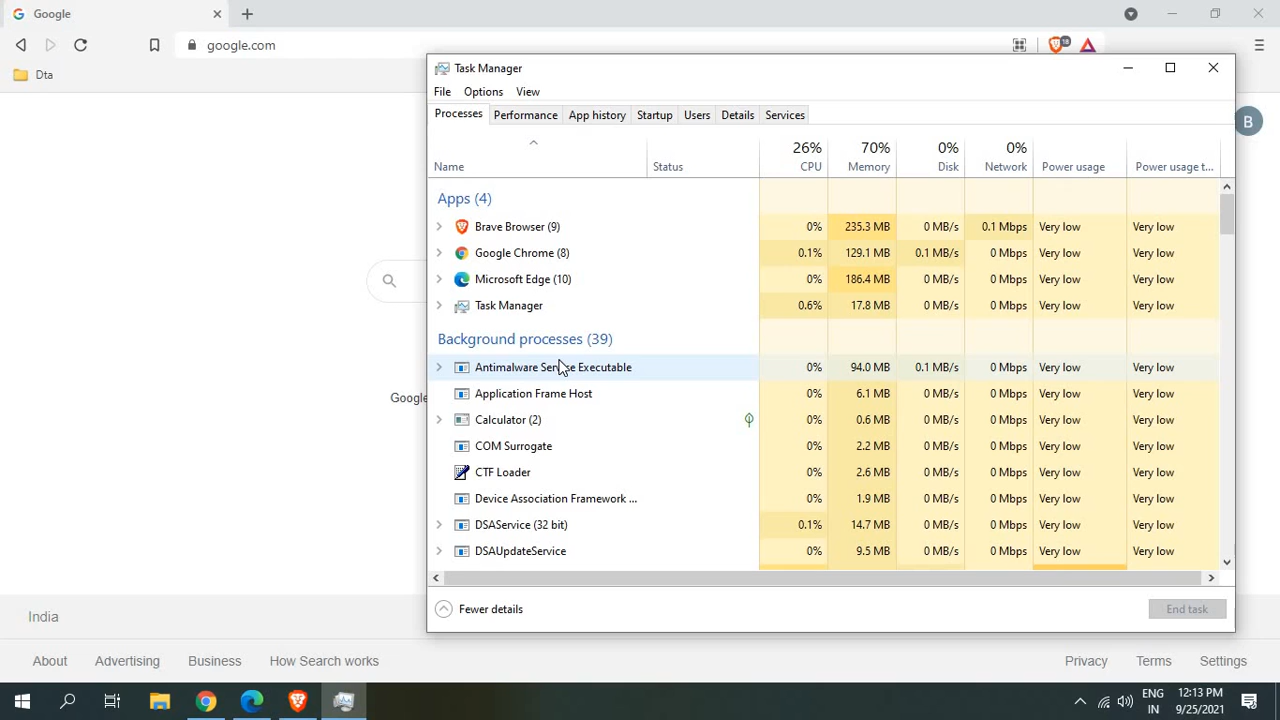 Google
google.com
18
Dta
B
Google
India
About Advertising Business How Search works Privacy Terms Settings
Task Manager
File Options View
Processes Performance App history Startup Users Details Services
26% 70% 0% 0%
Name Status CPU Memory Disk Network Power usage Power usage t...
Apps (4)
Brave Browser (9) 0% 235.3 MB 0 MB/s 0.1 Mbps Very low Very low
Google Chrome (8) 0.1% 129.1 MB 0.1 MB/s 0 Mbps Very low Very low
Microsoft Edge (10) 0% 186.4 MB 0 MB/s 0 Mbps Very low Very low
Task Manager 0.6% 17.8 MB 0 MB/s 0 Mbps Very low Very low
Background processes (39)
Antimalware Service Executable 0% 94.0 MB 0.1 MB/s 0 Mbps Very low Very low
Application Frame Host 0% 6.1 MB 0 MB/s 0 Mbps Very low Very low
Calculator (2) 0% 0.6 MB 0 MB/s 0 Mbps Very low Very low
COM Surrogate 0% 2.2 MB 0 MB/s 0 Mbps Very low Very low
CTF Loader 0% 2.6 MB 0 MB/s 0 Mbps Very low Very low
Device Association Framework ... 0% 1.9 MB 0 MB/s 0 Mbps Very low Very low
DSAService (32 bit) 0.1% 14.7 MB 0 MB/s 0 Mbps Very low Very low
DSAUpdateService 0% 9.5 MB 0 MB/s 0 Mbps Very low Very low
Fewer details End task
ENG 12:13 PM
IN 9/25/2021